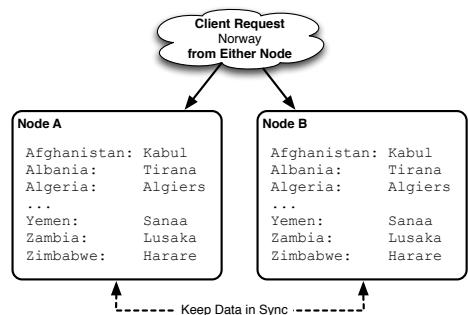 Client Request
Norway
from Either Node
Node A
Afghanistan: Kabul
Albania: Tirana
Algeria: Algiers
...
Yemen: Sanaa
Zambia: Lusaka
Zimbabwe: Harare
Node B
Afghanistan: Kabul
Albania: Tirana
Algeria: Algiers
...
Yemen: Sanaa
Zambia: Lusaka
Zimbabwe: Harare
Keep Data in Sync